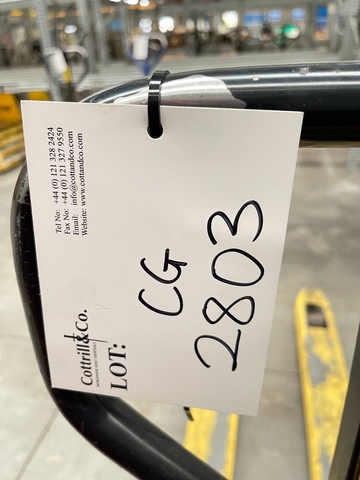 Cottrill&Co.
Tel No: +44 (0) 121 328 2424
Fax No: +44 (0) 121 327 9550
Email: info@cottandco.com
Website: www.cottandco.com
LOT:
CG
2803